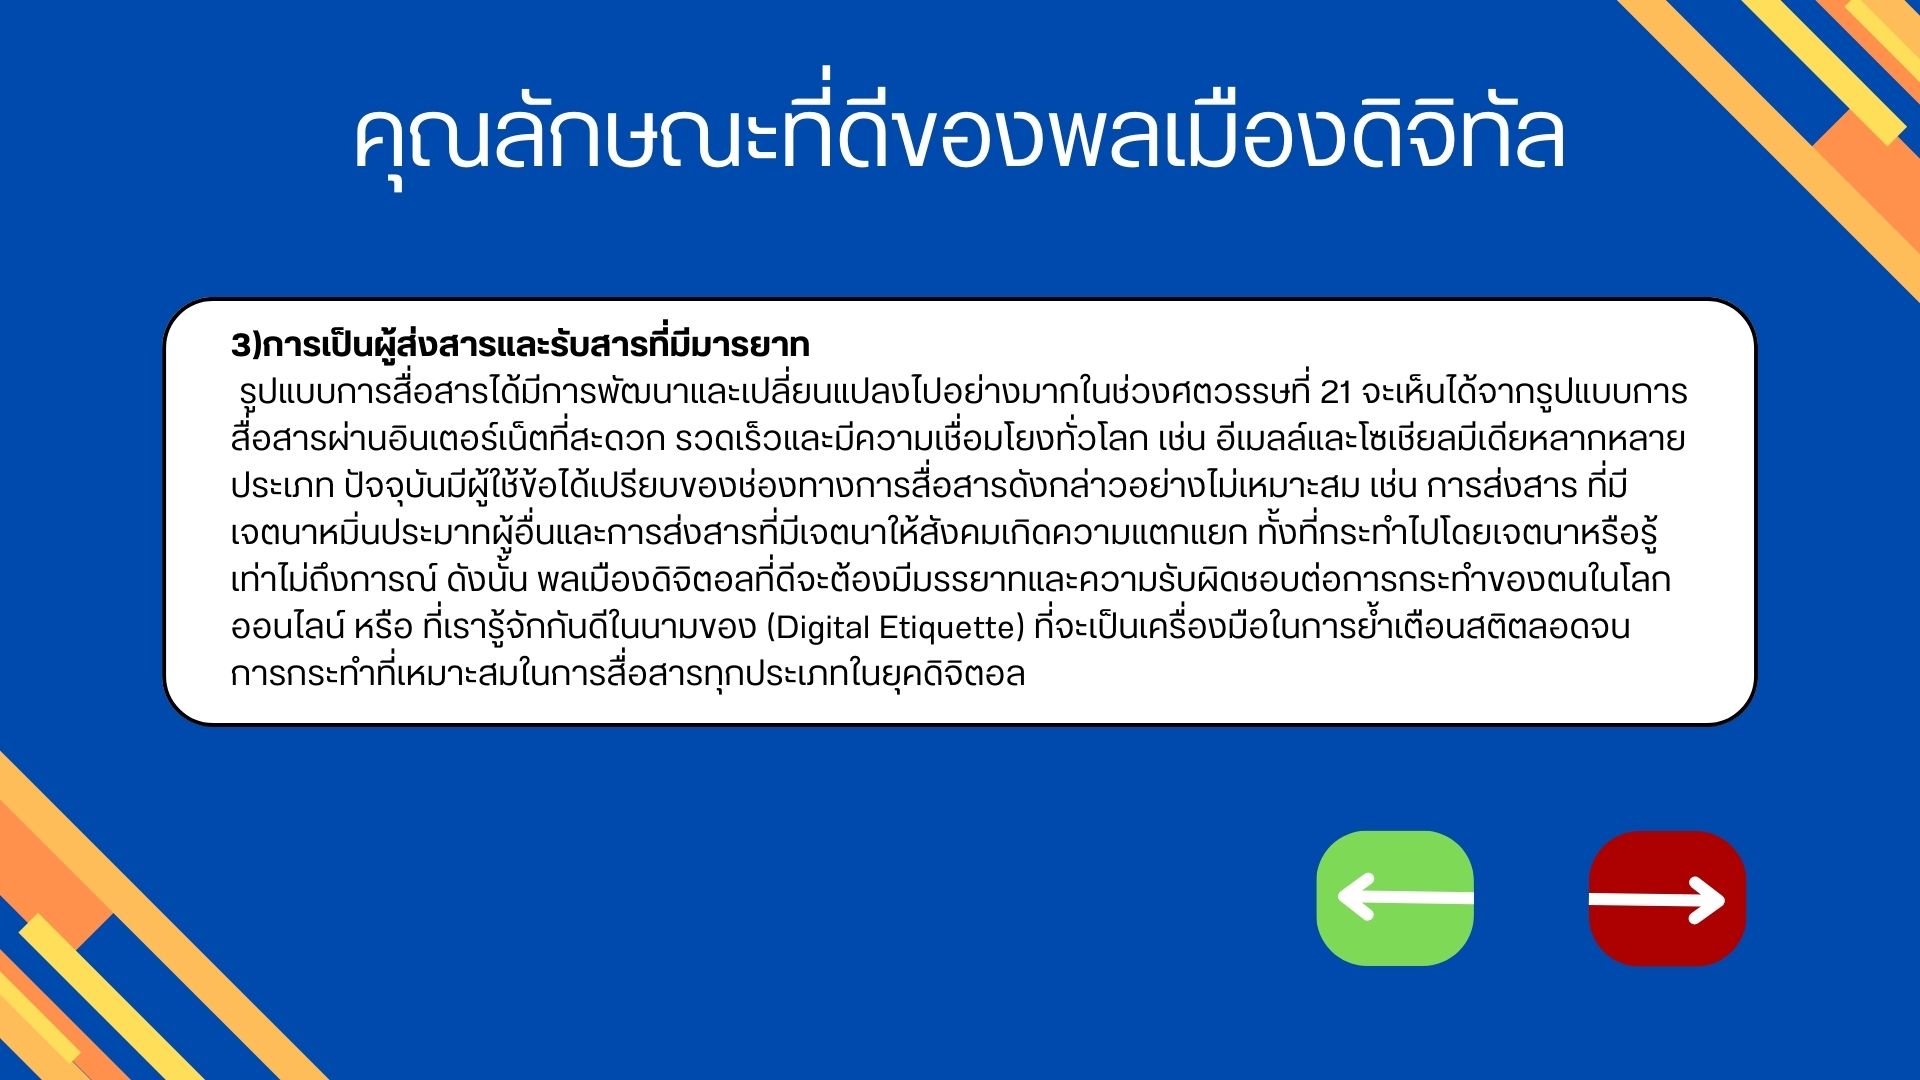 คุณลักษณะที่ดีของพลเมืองดิจิทัล
3)การเป็นผู้ส่งสารและรับสารที่มีมารยาท
รูปแบบการสื่อสารได้มีการพัฒนาและเปลี่ยนแปลงไปอย่างมากในช่วงศตวรรษที่ 21 จะเห็นได้จากรูปแบบการ
สื่อสารผ่านอินเตอร์เน็ตที่สะดวก รวดเร็วและมีความเชื่อมโยงทั่วโลก เช่น อีเมลล์และโซเชียลมีเดียหลากหลาย
ประเภท ปัจจุบันมีผู้ใช้ข้อได้เปรียบของช่องทางการสื่อสารดังกล่าวอย่างไม่เหมาะสม เช่น การส่งสาร ที่มี
เจตนาหมิ่นประมาทผู้อื่นและการส่งสารที่มีเจตนาให้สังคมเกิดความแตกแยก ทั้งที่กระทำไปโดยเจตนาหรือรู้
เท่าไม่ถึงการณ์ ดังนั้น พลเมืองดิจิตอลที่ดีจะต้องมีมรรยาทและความรับผิดชอบต่อการกระทำของตนในโลก
ออนไลน์ หรือ ที่เรารู้จักกันดีในนามของ (Digital Etiquette) ที่จะเป็นเครื่องมือในการย้ำเตือนสติตลอดจน
การกระทำที่เหมาะสมในการสื่อสารทุกประเภทในยุคดิจิตอล